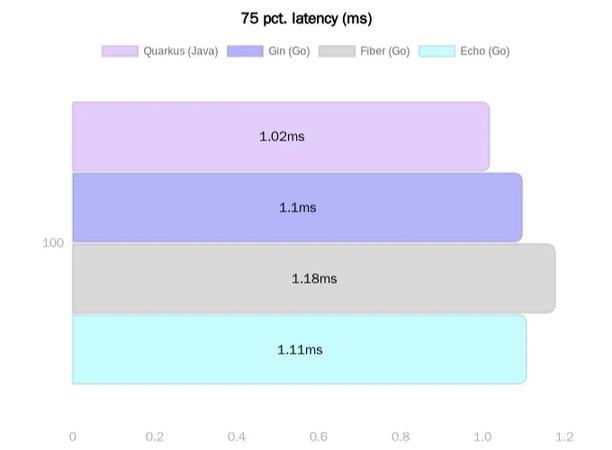 75 pct. latency (ms)
Quarkus (Java) Gin (Go) Fiber (Go) Echo (Go)
1.02ms
1.1ms
100
1.18ms
1.11ms
0 0.2 0.4 0.6 0.8 1.0 1.2